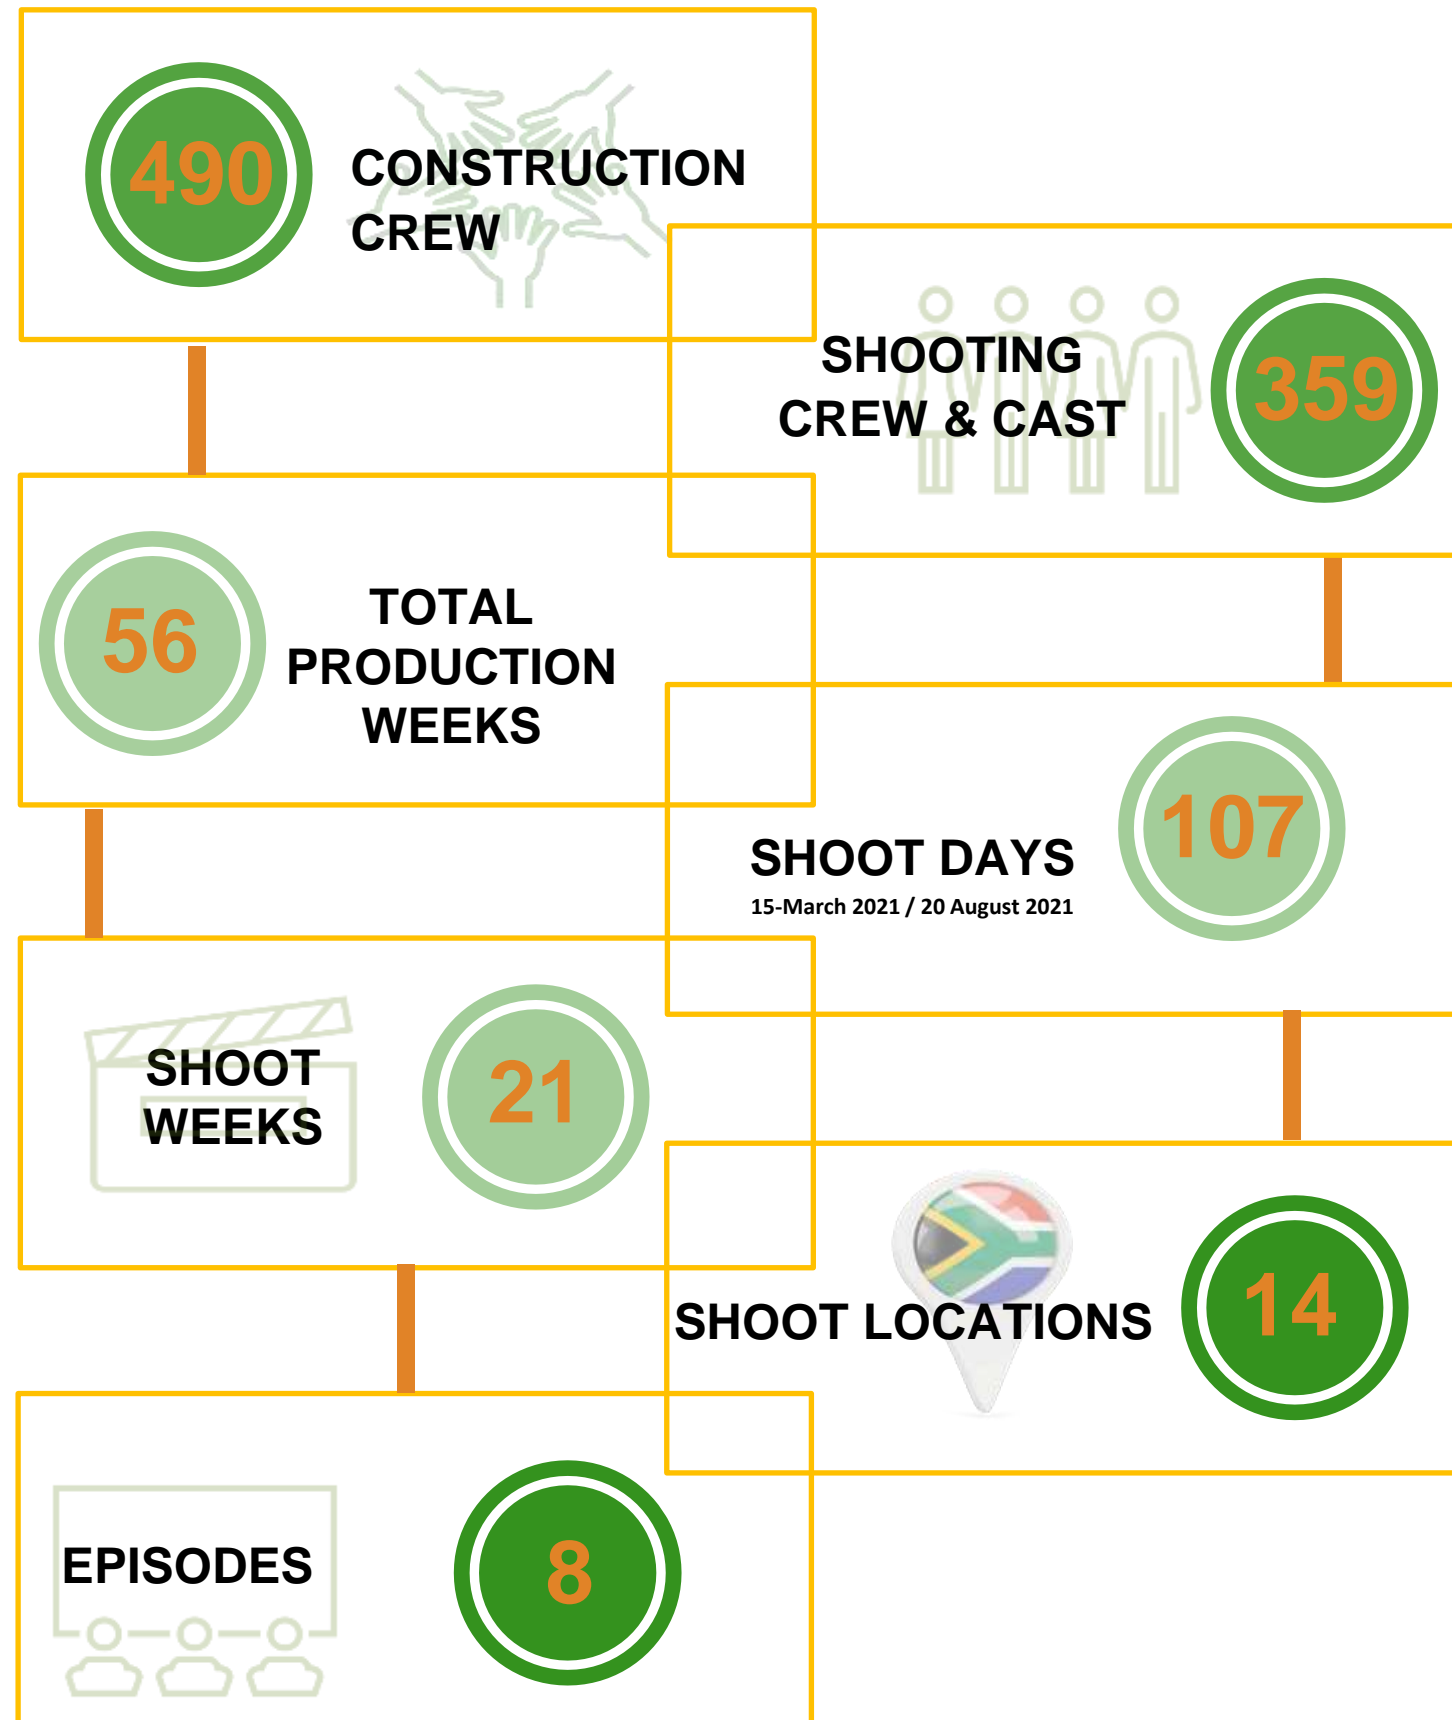 490
CONSTRUCTION
CREW
SHOOTING
CREW & CAST
359
56
TOTAL
PRODUCTION
WEEKS
107
SHOOT DAYS
15-March 2021 / 20 August 2021
SHOOT
WEEKS
21
SHOOT LOCATIONS
14
EPISODES
8